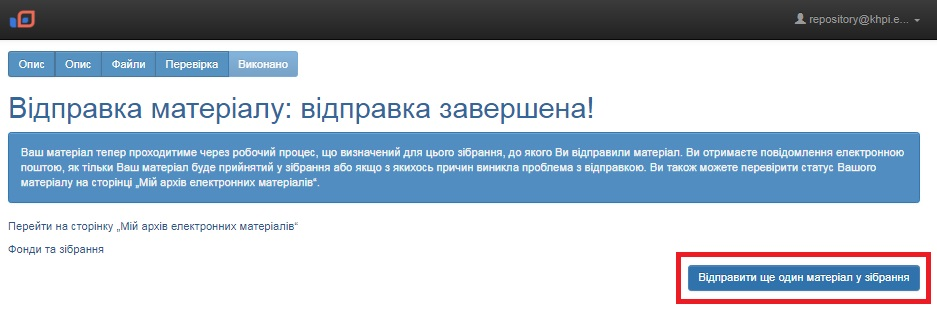 repository@khpi.e...
Опис Опис Файли Перевірка Виконано
Відправка матеріалу: відправка завершена!
Ваш матеріал тепер проходитиме через робочий процес, що визначений для цього зібрання, до якого Ви відправили матеріал. Ви отримаєте повідомлення електронною
поштою, як тільки Ваш матеріал буде прийнятий у зібрання або якщо з якихось причин виникла проблема з відправкою. Ви також можете перевірити статус Вашого
матеріалу на сторінці „Мій архів електронних матеріалів“.
Перейти на сторінку „Мій архів електронних матеріалів“
Фонди та зібрання
Відправити ще один матеріал у зібрання